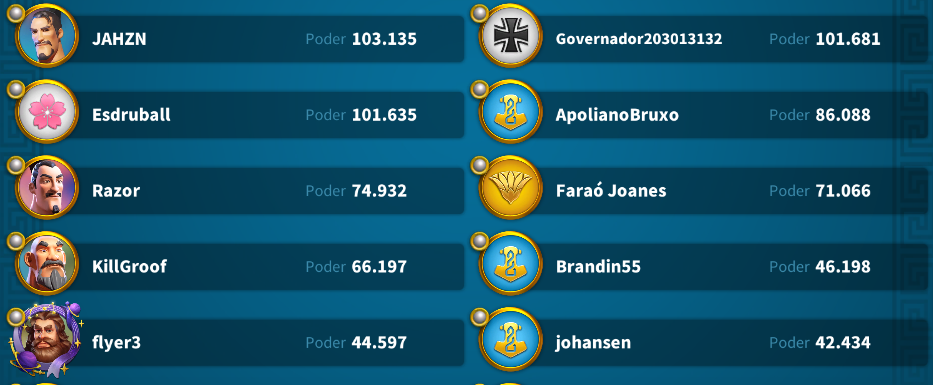 JAHZN Poder 103.135
Governador203013132 Poder 101.681
Esdruball Poder 101.635
ApolianoBruxo Poder 86.088
Razor Poder 74.932
Faraó Joanes Poder 71.066
KillGroof Poder 66.197
Brandin55 Poder 46.198
flyer3 Poder 44.597
johansen Poder 42.434